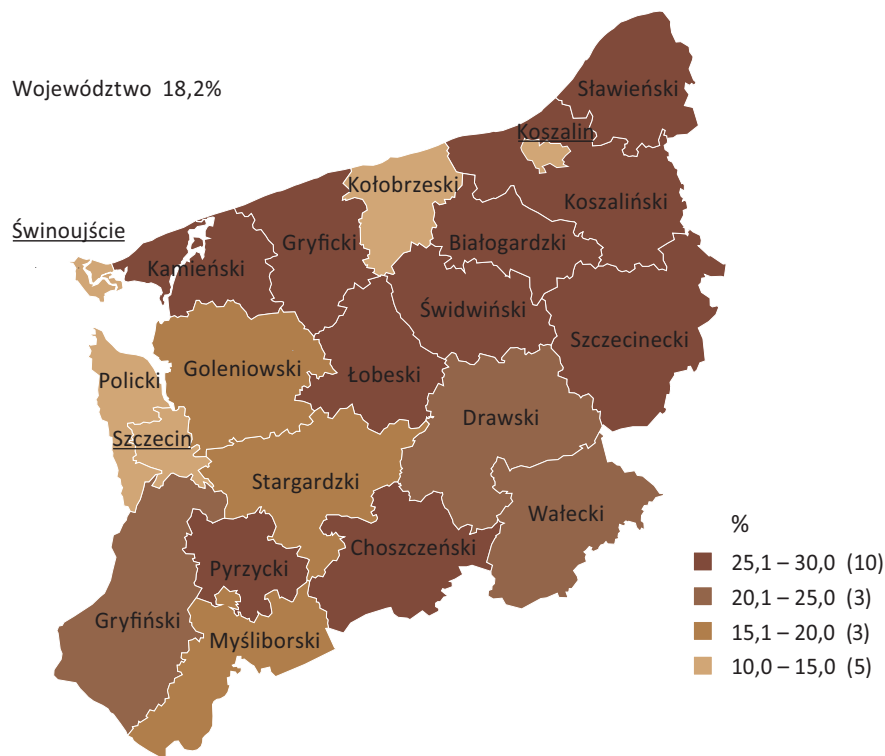 Sławieński
Województwo 18,2%
Koszalin
Kołobrzeski
Koszaliński
Świnoujście
Gryficki
Białogardzki
Kamieński
Świdwiński
Szczecinecki
Goleniowski
Łobeski
Policki
Drawski
Szczecin
Stargardzki
Wałecki
Choszczeński
Pyrzycki
Gryfiński
Myśliborski
%
25,1 – 30,0 (10)
20,1 – 25,0 (3)
15,1 – 20,0 (3)
10,0 – 15,0 (5)